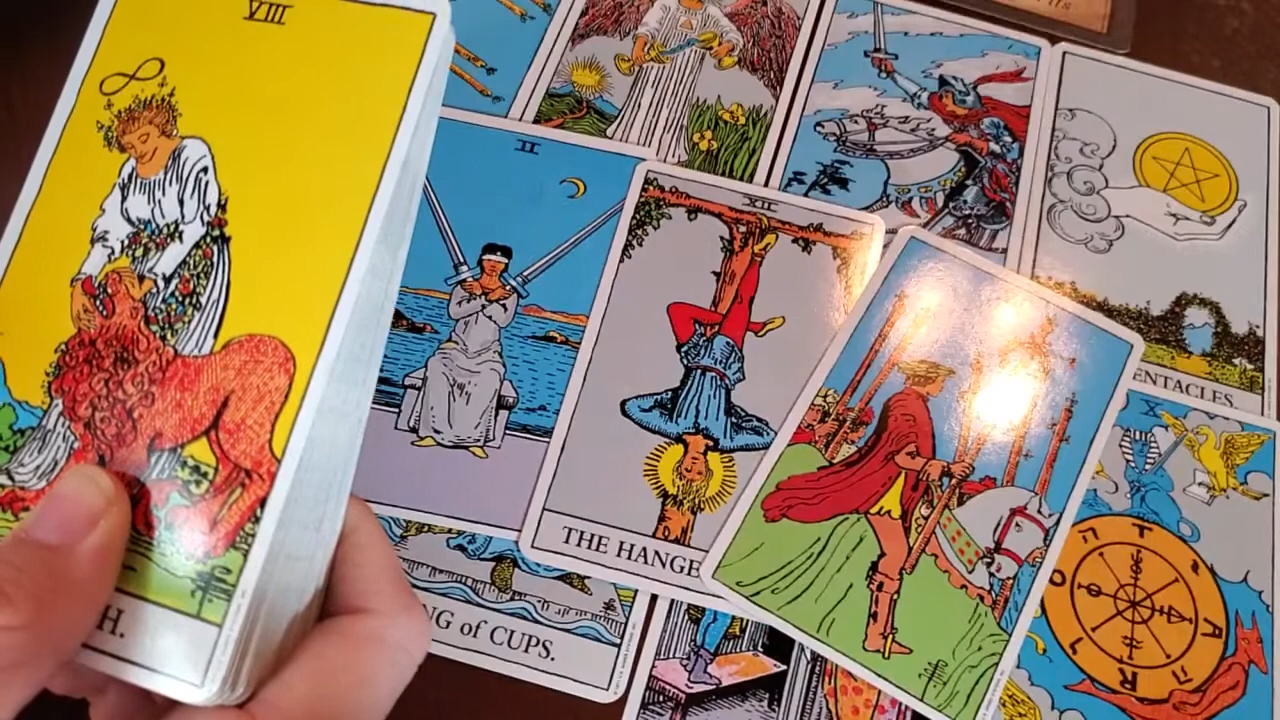 VIII
II
XII
X
THE HANGE
ENTACLES.
NG of CUPS.
H.